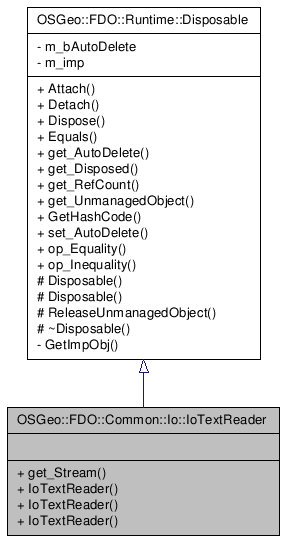 OSGeo::FDO::Runtime::Disposable
- m_bAutoDelete
- m_imp
+ Attach()
+ Detach()
+ Dispose()
+ Equals()
+ get_AutoDelete()
+ get_Disposed()
+ get_RefCount()
+ get_UnmanagedObject()
+ GetHashCode()
+ set_AutoDelete()
+ op_Equality()
+ op_Inequality()
# Disposable()
# Disposable()
# ReleaseUnmanagedObject()
# ~Disposable()
- GetImpObj()
OSGeo::FDO::Common::Io::IoTextReader
+ get_Stream()
+ IoTextReader()
+ IoTextReader()
+ IoTextReader()